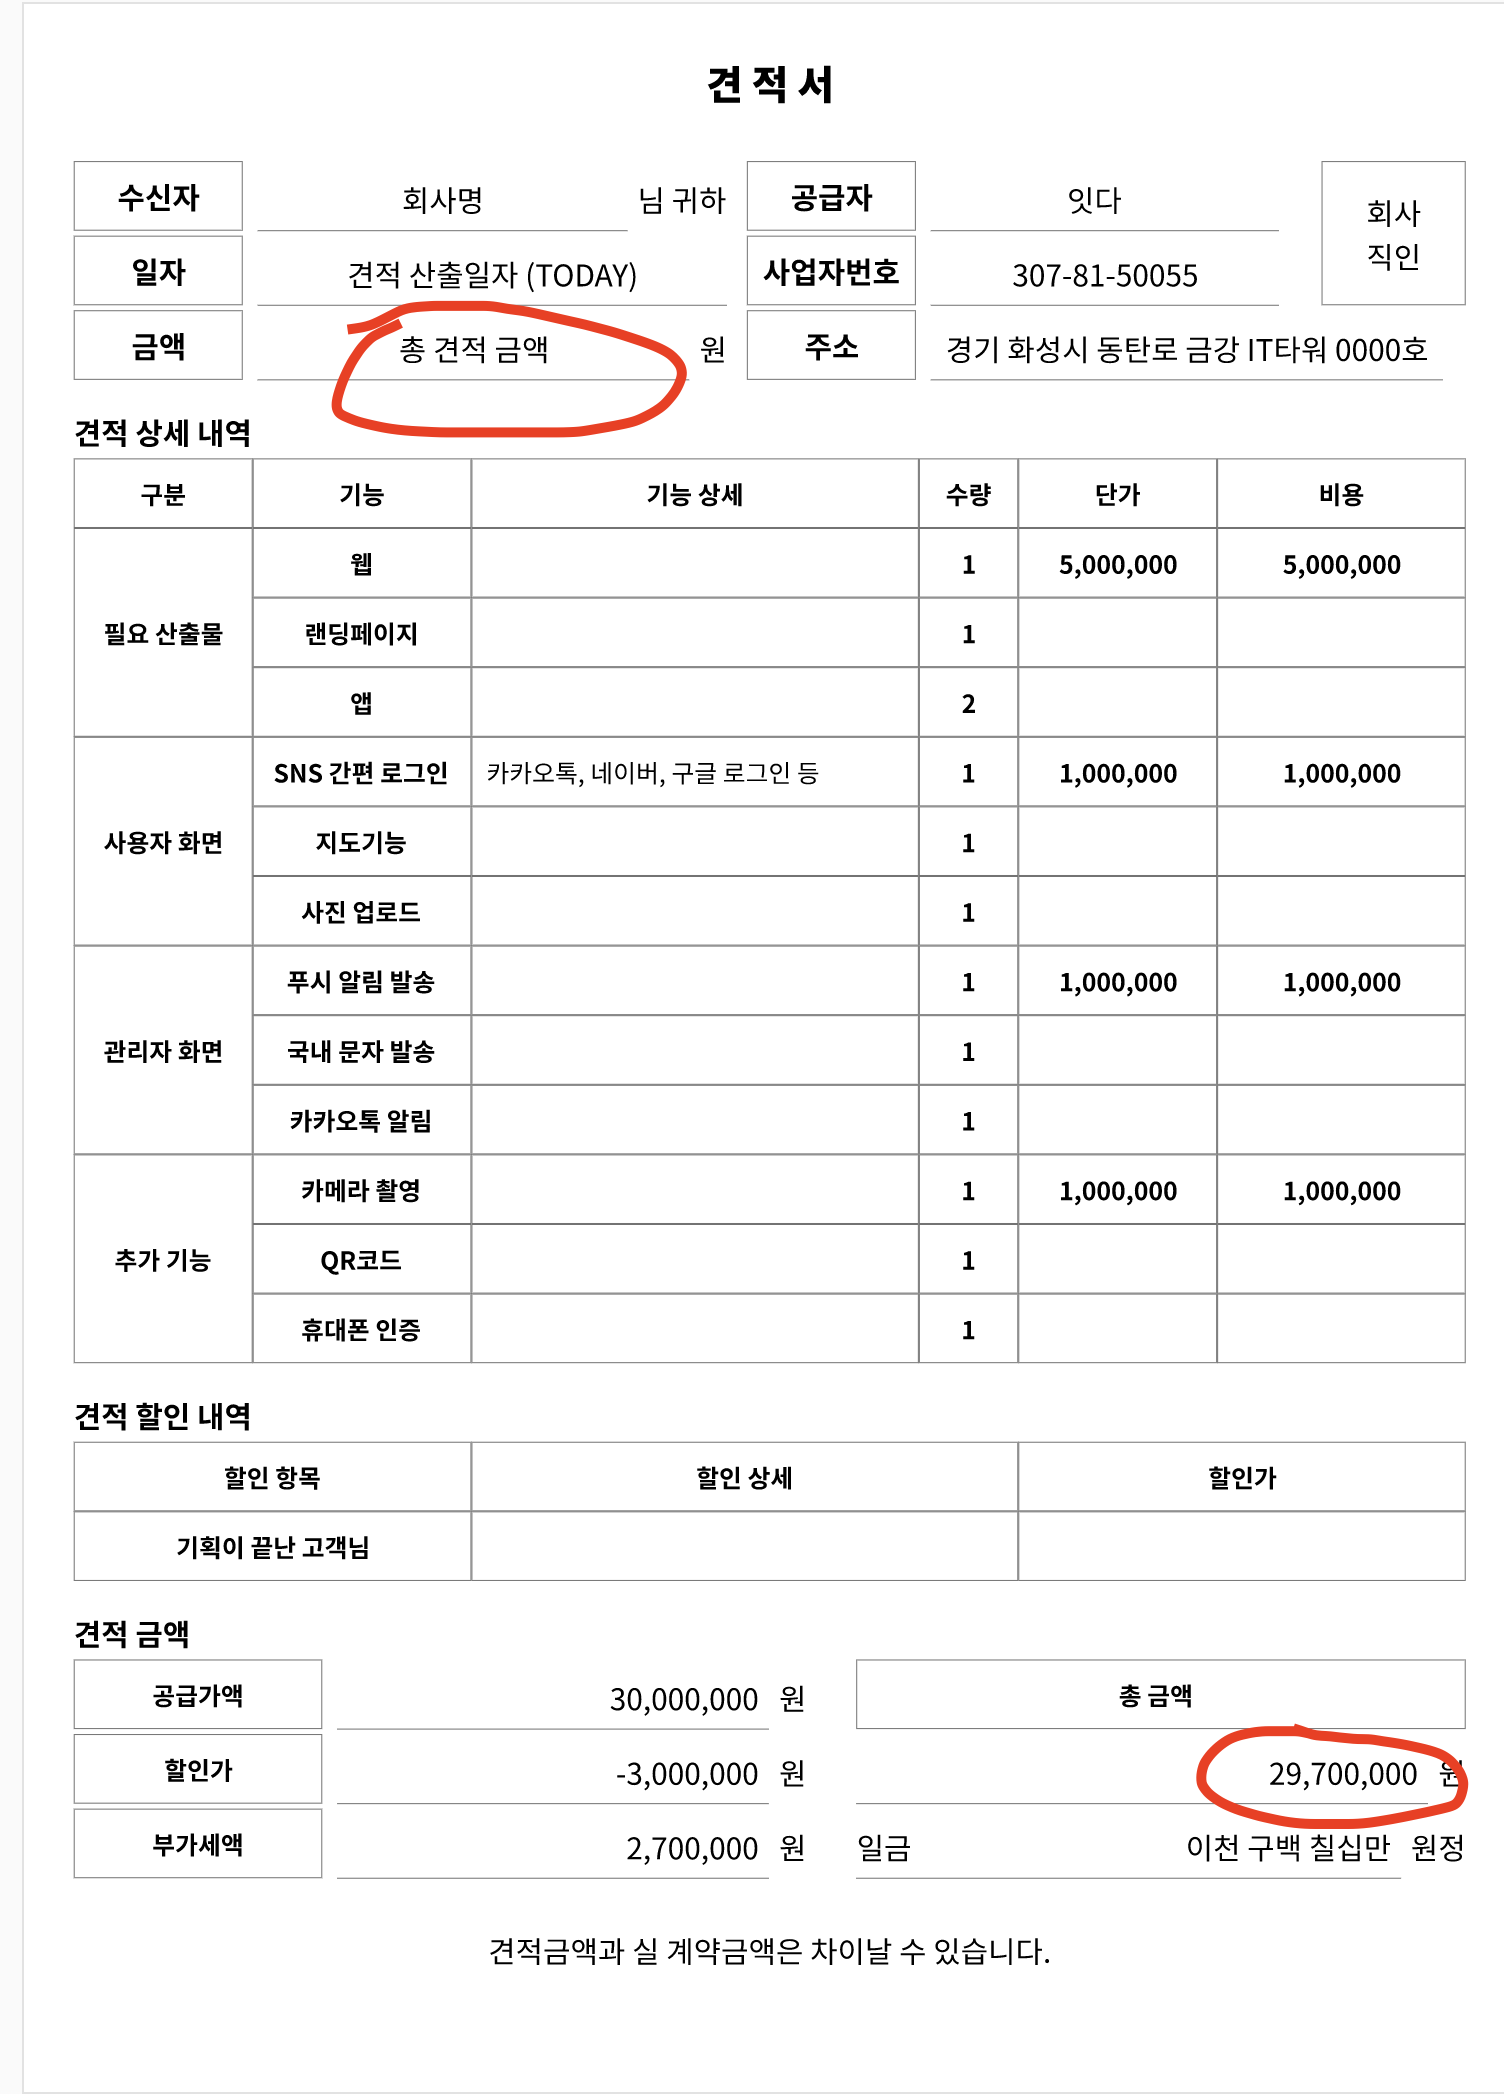 견적서
수신자 회사명 님 귀하 공급자 잇다 회사 직인
일자 견적 산출일자 (TODAY) 사업자번호 307-81-50055
금액 총 견적 금액 원 주소 경기 화성시 동탄로 금강 IT타워 0000호
견적 상세 내역
구분 기능 기능 상세 수량 단가 비용
필요 산출물 웹 1 5,000,000 5,000,000
랜딩페이지 1
앱 2
사용자 화면 SNS 간편 로그인 카카오톡, 네이버, 구글 로그인 등 1 1,000,000 1,000,000
지도기능 1
사진 업로드 1
관리자 화면 푸시 알림 발송 1 1,000,000 1,000,000
국내 문자 발송 1
카카오톡 알림 1
추가 기능 카메라 촬영 1 1,000,000 1,000,000
QR코드 1
휴대폰 인증 1
견적 할인 내역
할인 항목 할인 상세 할인가
기획이 끝난 고객님
견적 금액
공급가액 30,000,000 원 총 금액
할인가 -3,000,000 원 29,700,000 원
부가세액 2,700,000 원 일금 이천 구백 칠십만 원정
견적금액과 실 계약금액은 차이날 수 있습니다.